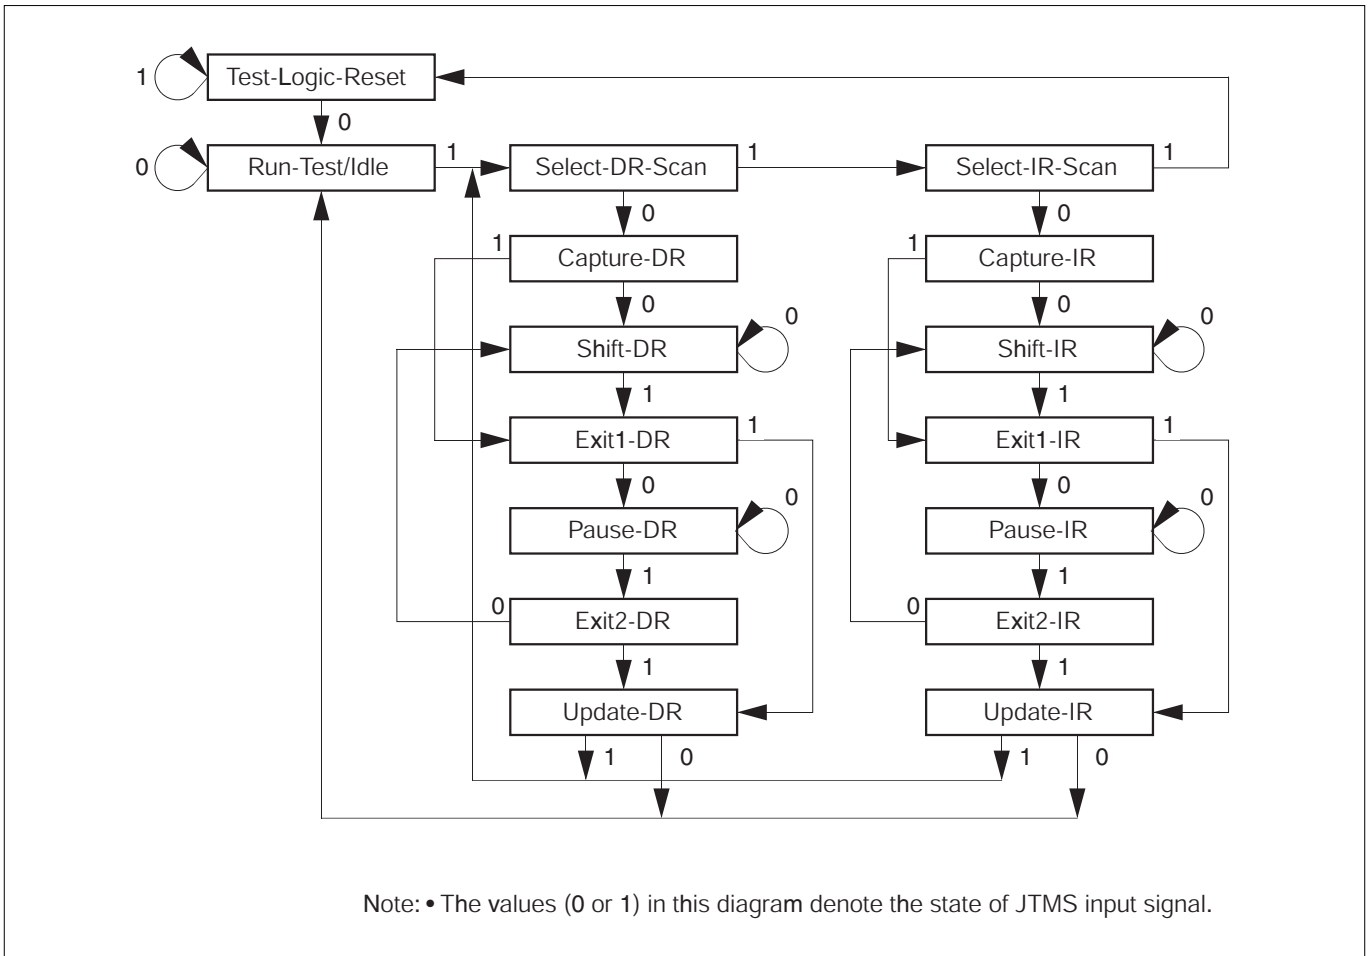 1 Test-Logic-Reset
0
0 Run-Test/Idle 1 Select-DR-Scan 1 Select-IR-Scan 1
0 0
1 Capture-DR 1 Capture-IR
0 0
Shift-DR 0 Shift-IR 0
1 1
Exit1-DR 1 Exit1-IR 1
0 0
Pause-DR 0 Pause-IR 0
1 1
0 Exit2-DR 0 Exit2-IR
1 1
Update-DR Update-IR
1 0 1 0
Note: • The values (0 or 1) in this diagram denote the state of JTMS input signal.